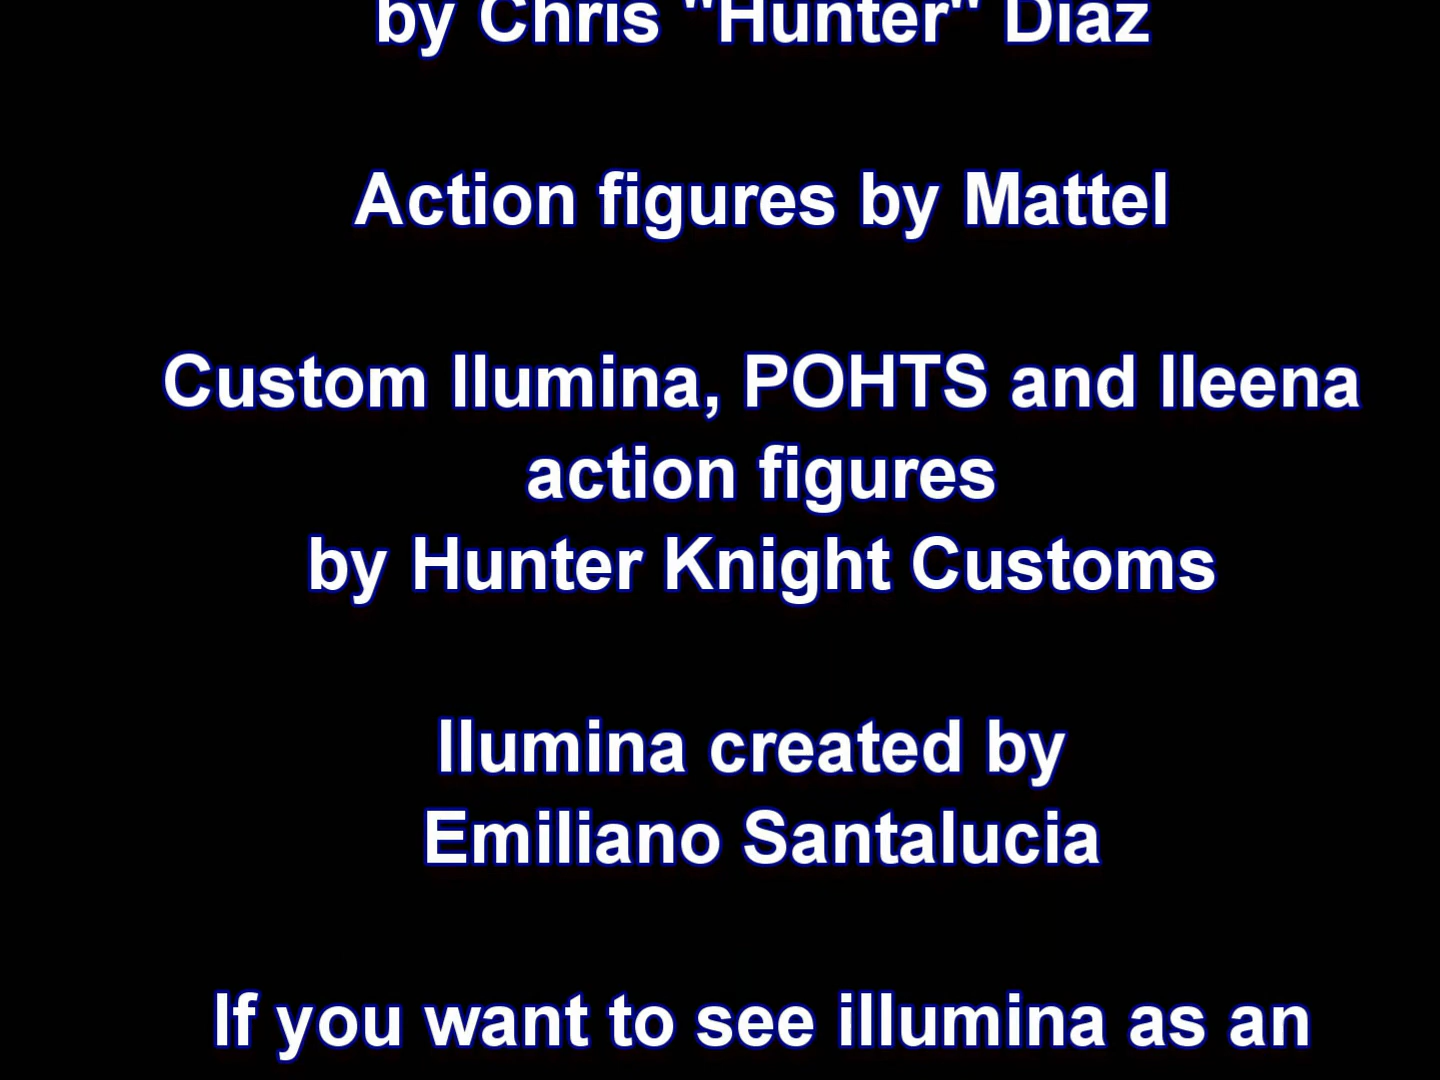 by Chris "Hunter" Diaz
Action figures by Mattel
Custom Ilumina, POHTS and Ileena
action figures
by Hunter Knight Customs
Ilumina created by
Emiliano Santalucia
If you want to see illumina as an